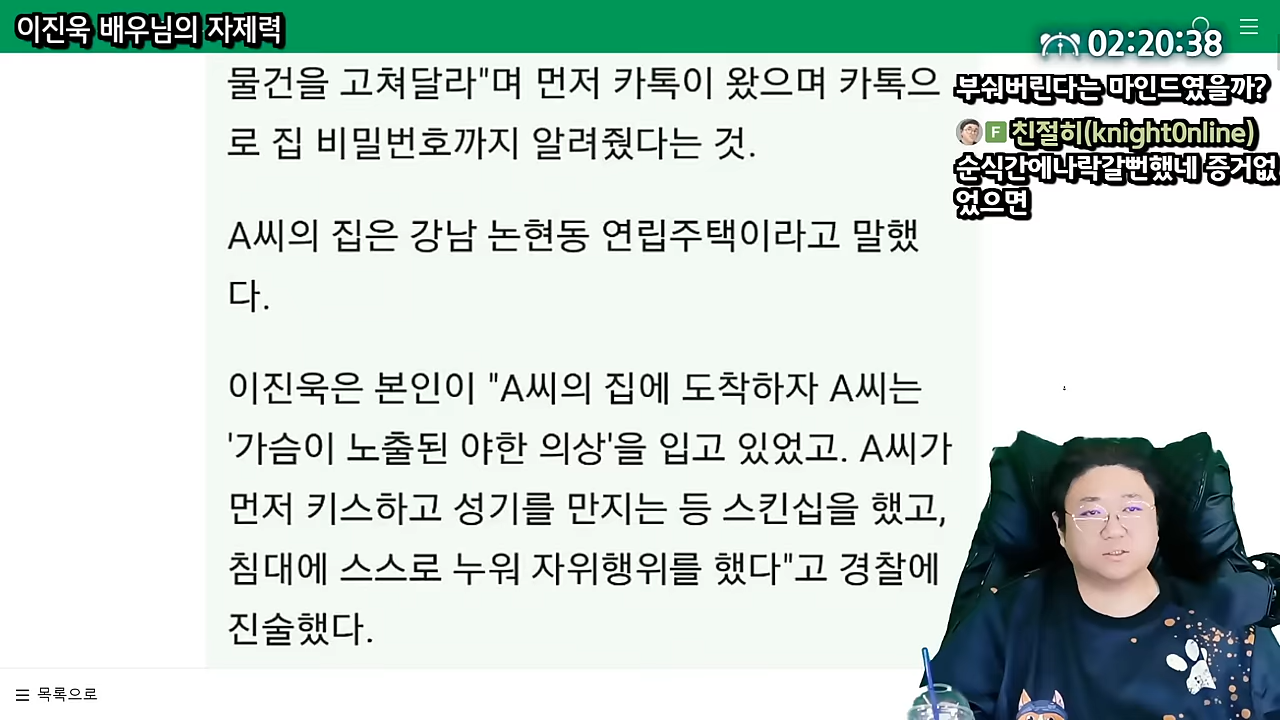 이진욱 배우님의 자제력
02:20:38
물건을 고쳐달라"며 먼저 카톡이 왔으며 카톡으
로 집 비밀번호까지 알려줬다는 것.
A씨의 집은 강남 논현동 연립주택이라고 말했
다.
이진욱은 본인이 "A씨의 집에 도착하자 A씨는
'가슴이 노출된 야한 의상'을 입고 있었고. A씨가
먼저 키스하고 성기를 만지는 등 스킨십을 했고,
침대에 스스로 누워 자위행위를 했다"고 경찰에
진술했다.
부숴버린다는 마인드였을까?
F 친절히(knight0nline)
순식간에나락갈뻔했네 증거없
었으면
목록으로